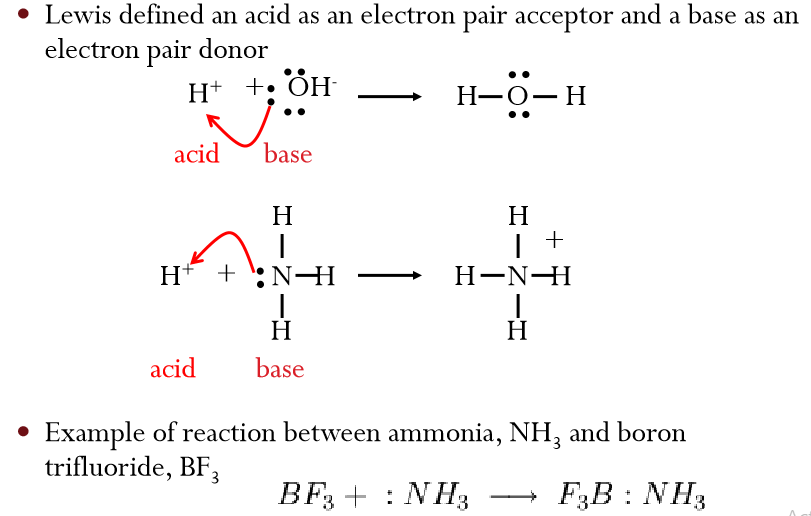 • Lewis defined an acid as an electron pair acceptor and a base as an
electron pair donor
H⁺ + : ÖH⁻ ⟶ H—O—H
acid base
H H
H⁺ + :N—H ⟶ H—N—H +
H H
acid base
• Example of reaction between ammonia, NH₃ and boron
trifluoride, BF₃
BF₃ + : NH₃ ⟶ F₃B : NH₃